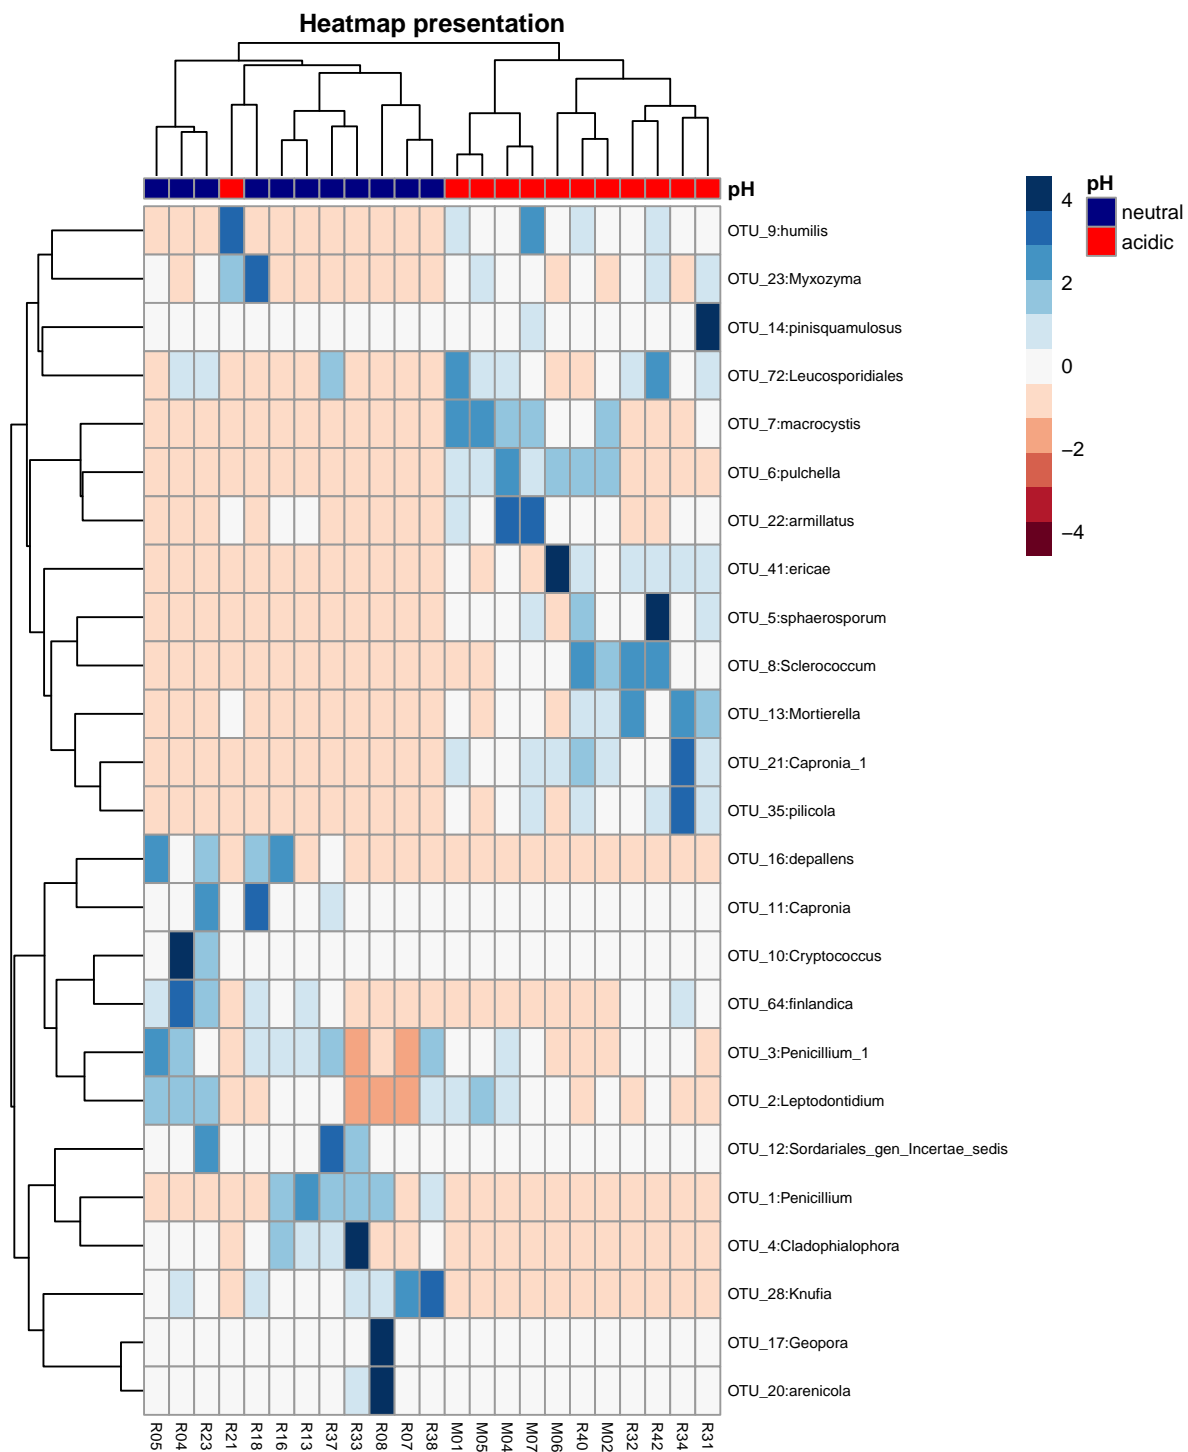 Heatmap presentation
pH
OTU_9:humilis
OTU_23:Myxozyma
OTU_14:pinisquamulosus
OTU_72:Leucosporidiales
OTU_7:macrocystis
OTU_6:pulchella
OTU_22:armillatus
OTU_41:ericae
OTU_5:sphaerosporum
OTU_8:Sclerococcum
OTU_13:Mortierella
OTU_21:Capronia_1
OTU_35:pilicola
OTU_16:depallens
OTU_11:Capronia
OTU_10:Cryptococcus
OTU_64:finlandica
OTU_3:Penicillium_1
OTU_2:Leptodontidium
OTU_12:Sordariales_gen_Incertae_sedis
OTU_1:Penicillium
OTU_4:Cladophialophora
OTU_28:Knufia
OTU_17:Geopora
OTU_20:arenicola
R05
R04
R23
R21
R18
R16
R13
R37
R33
R08
R07
R38
M01
M05
M04
M07
M06
R40
M02
R32
R42
R34
R31
4
2
0
−2
−4
pH
neutral
acidic